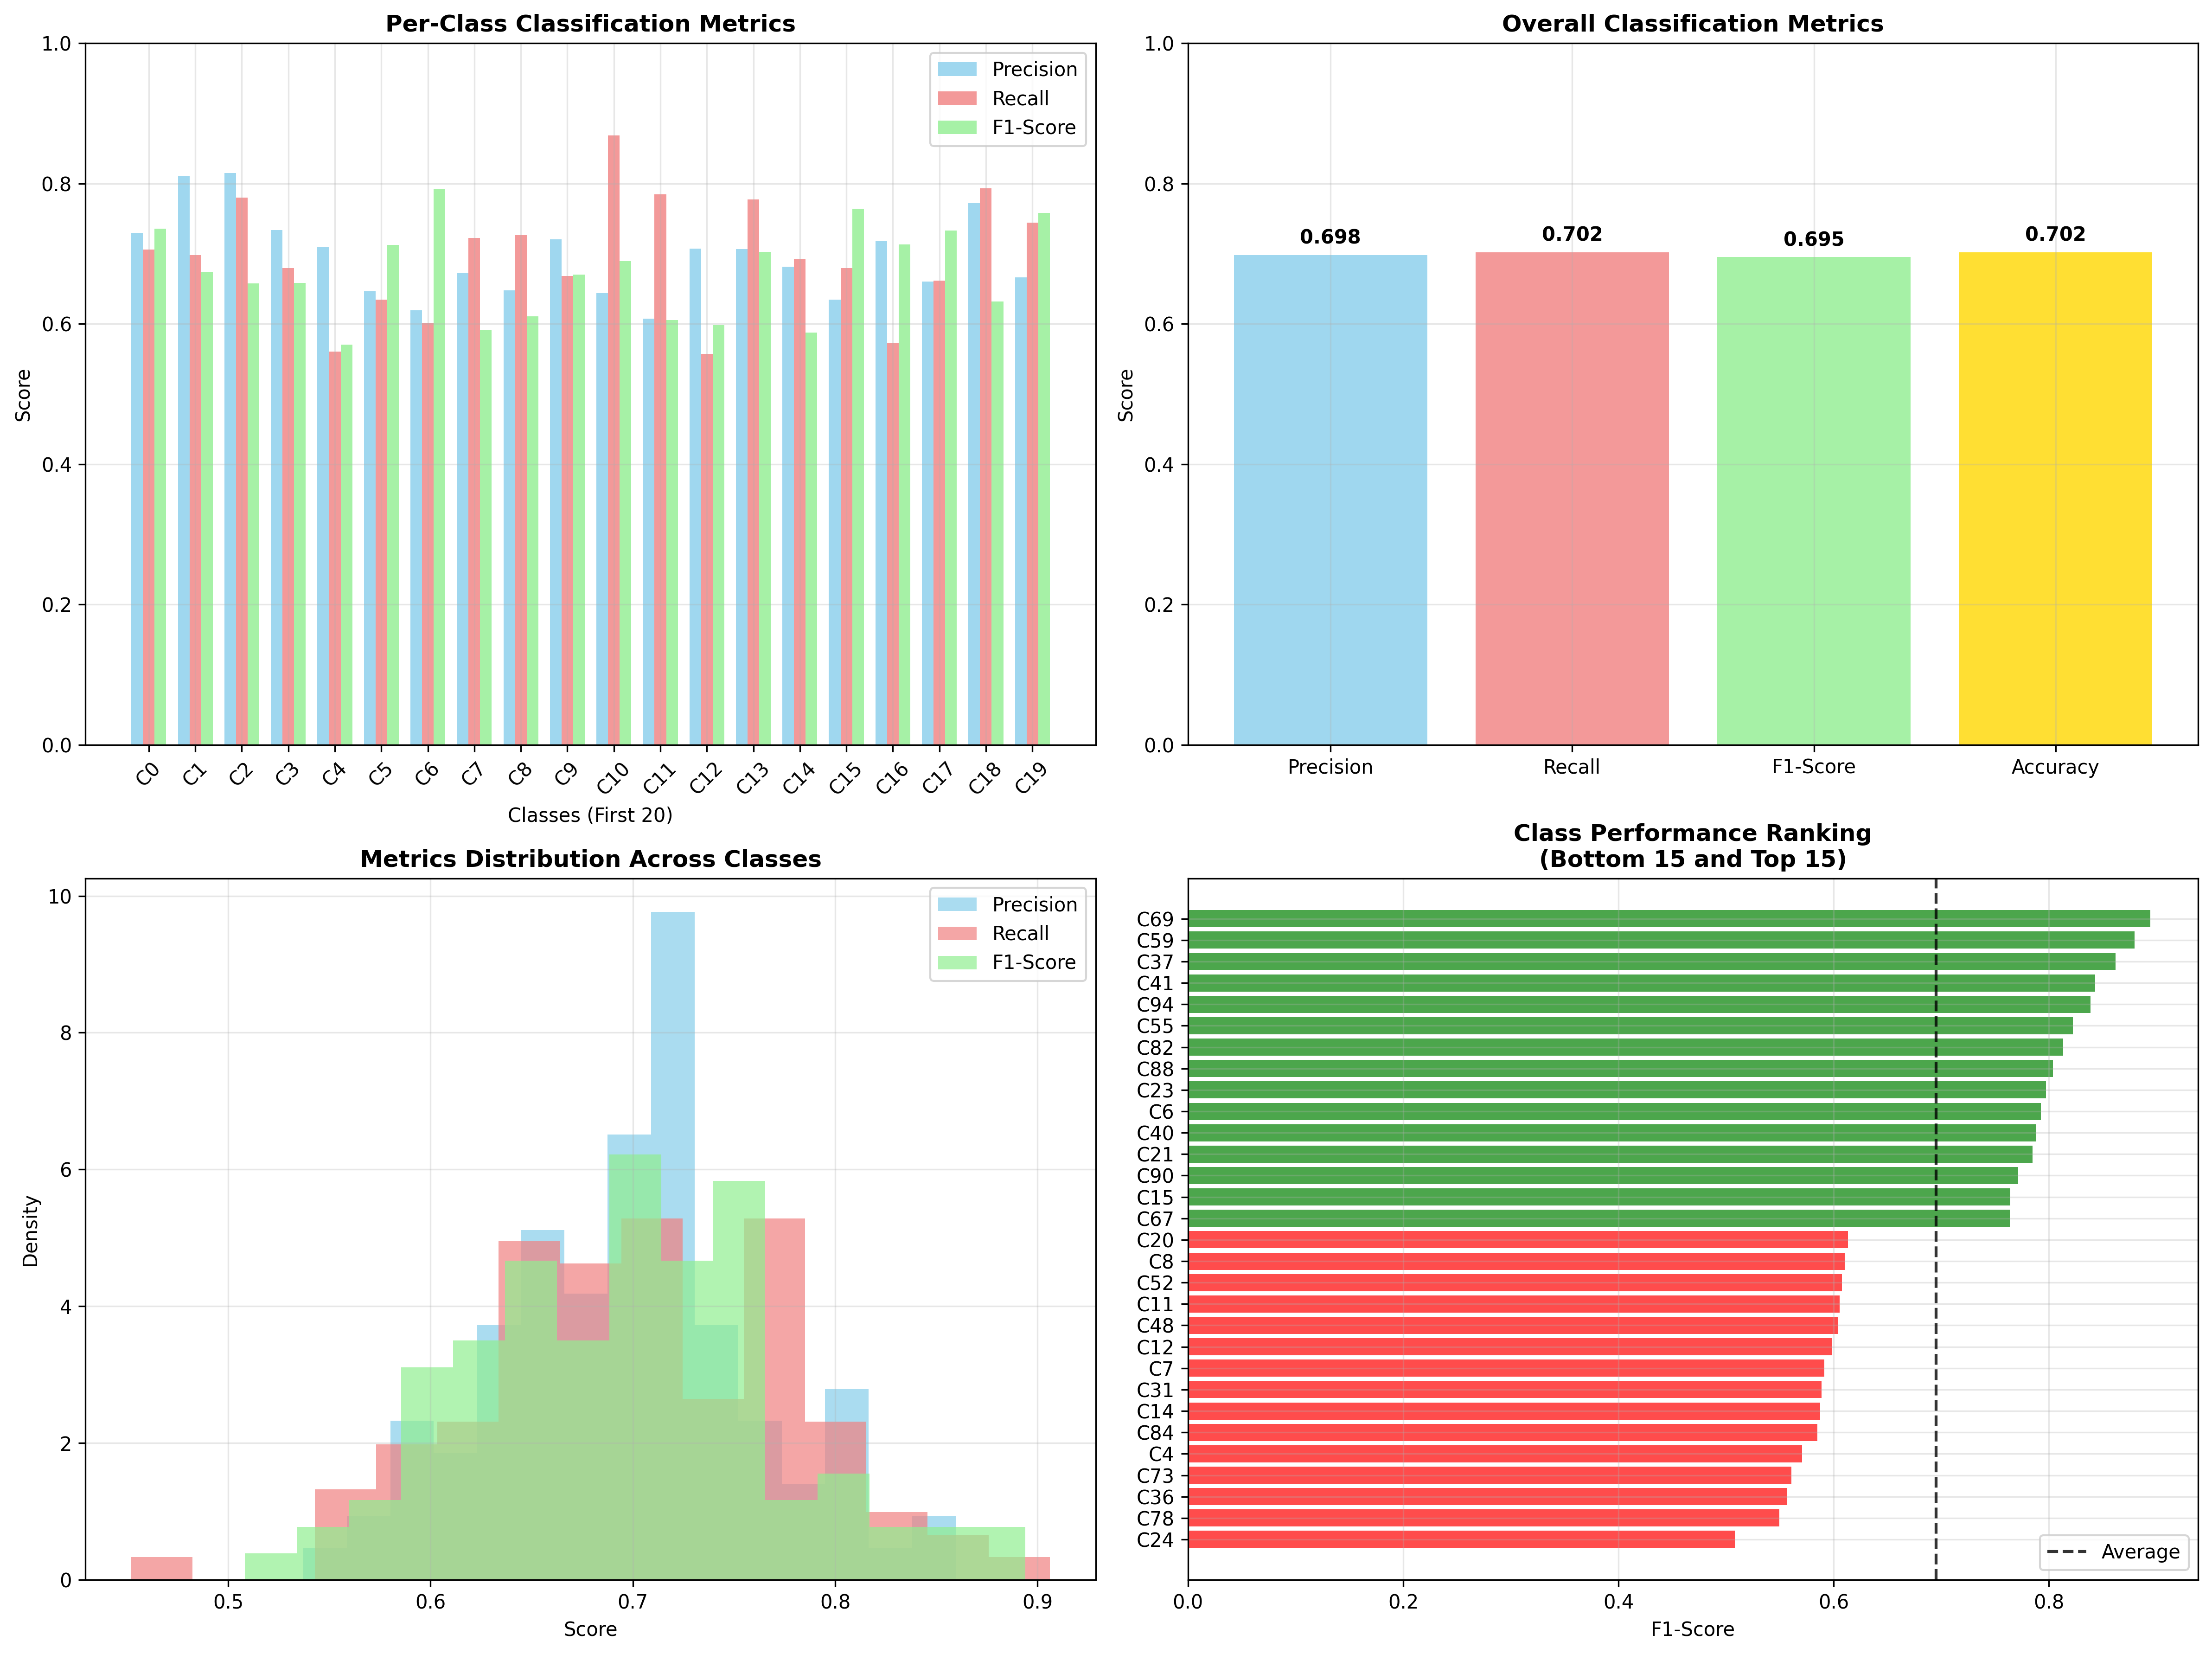 Per-Class Classification Metrics
1.0
0.8
0.6
0.4
0.2
0.0
Score
Precision
Recall
F1-Score
C0 C1 C2 C3 C4 C5 C6 C7 C8 C9 C10 C11 C12 C13 C14 C15 C16 C17 C18 C19
Classes (First 20)
Overall Classification Metrics
1.0
0.8
0.6
0.4
0.2
0.0
Score
0.698 0.702 0.695 0.702
Precision Recall F1-Score Accuracy
Metrics Distribution Across Classes
10
8
6
4
2
0
Density
Precision
Recall
F1-Score
0.5 0.6 0.7 0.8 0.9
Score
Class Performance Ranking
(Bottom 15 and Top 15)
C69
C59
C37
C41
C94
C55
C82
C88
C23
C6
C40
C21
C90
C15
C67
C20
C8
C52
C11
C48
C12
C7
C31
C14
C84
C4
C73
C36
C78
C24
Average
0.0 0.2 0.4 0.6 0.8
F1-Score